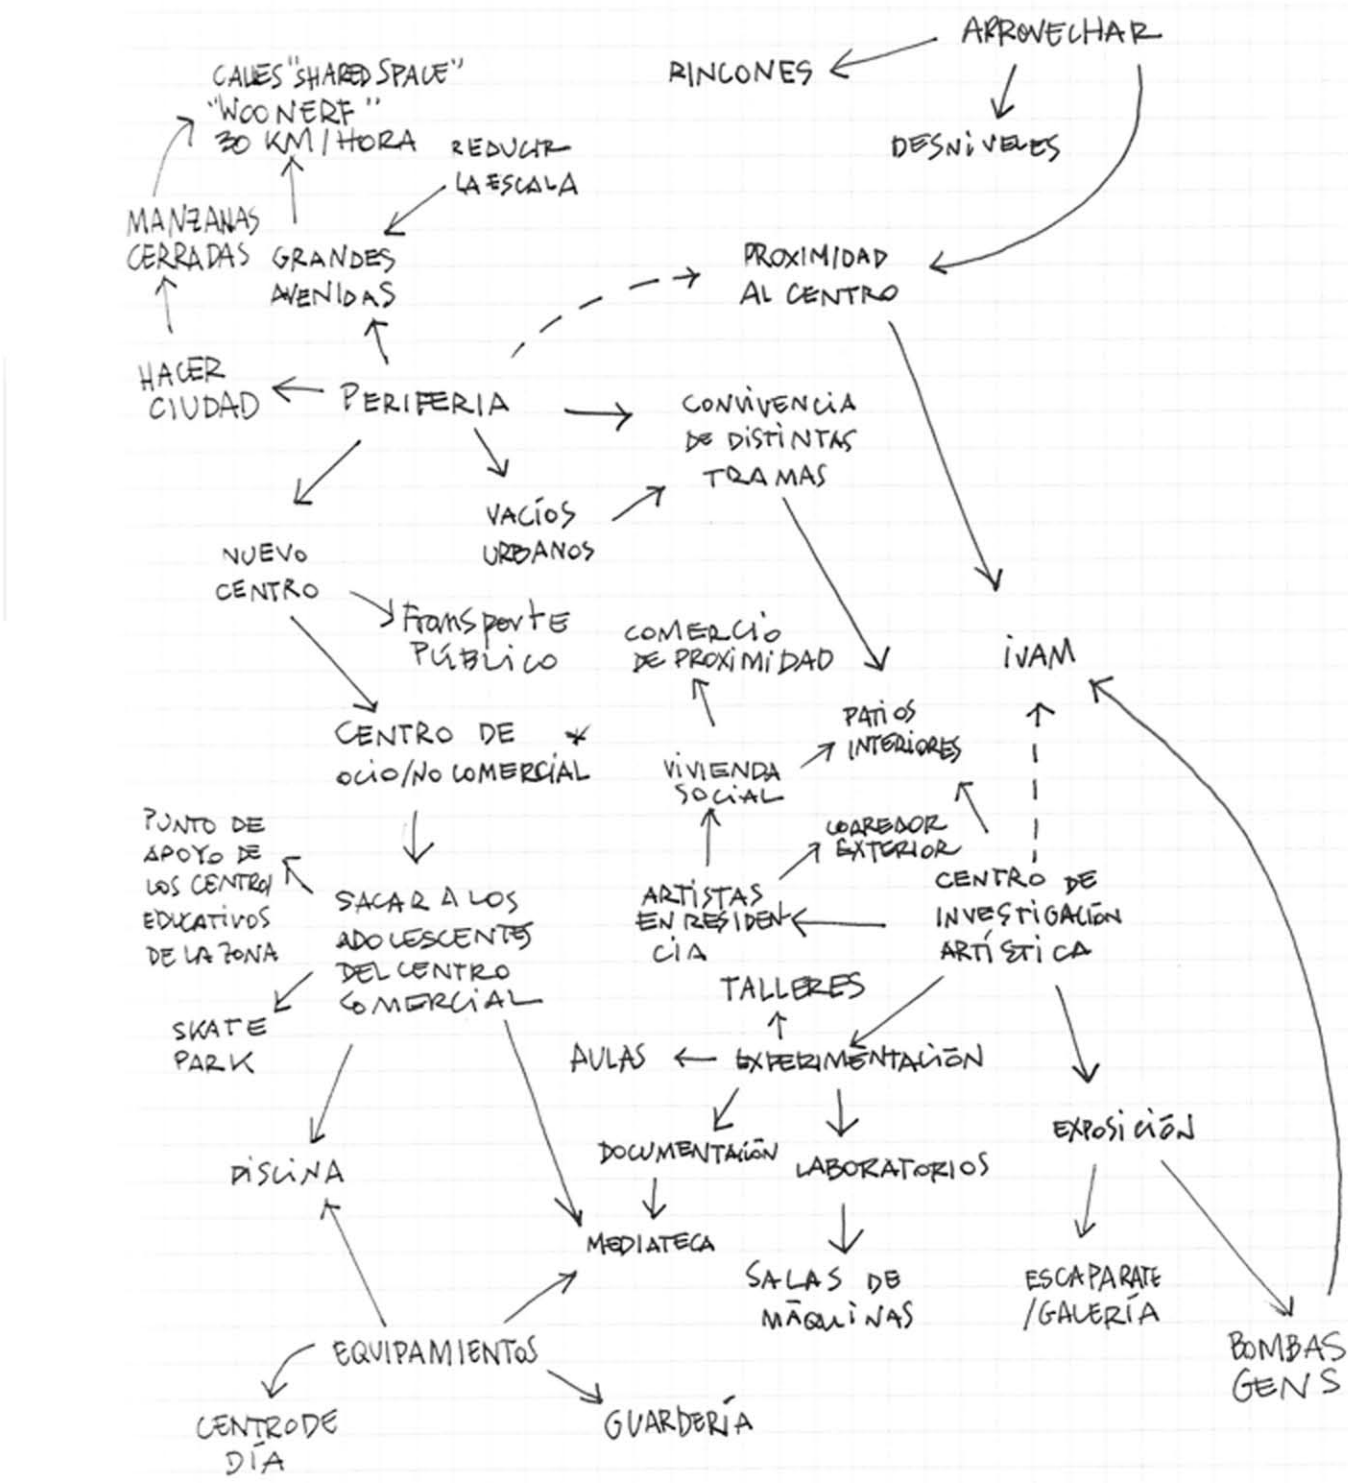 APROVECHAR
RINCONES
DESNIVELES
CALLES "SHARED SPACE"
"WOONERF"
30 KM/HORA
REDUCIR
LA ESCALA
MANZANAS
CERRADAS
GRANDES
AVENIDAS
PROXIMIDAD
AL CENTRO
HACER
CIUDAD
PERIFERIA
CONVIVENCIA
DE DISTINTAS
TRAMAS
VACÍOS
URBANOS
NUEVO
CENTRO
Transporte
PÚBLICO
COMERCIO
DE PROXIMIDAD
IVAM
CENTRO DE
OCIO/NO COMERCIAL
PATIOS
INTERIORES
VIVIENDA
SOCIAL
PUNTO DE
APOYO DE
LOS CENTROS
EDUCATIVOS
DE LA ZONA
CORREDOR
EXTERIOR
SACAR A LOS
ADOLESCENTES
DEL CENTRO
COMERCIAL
ARTISTAS
EN RESIDEN
CIA
CENTRO DE
INVESTIGACIÓN
ARTÍSTICA
SKATE
PARK
TALLERES
AULAS
EXPERIMENTACIÓN
PISCINA
DOCUMENTACIÓN
LABORATORIOS
EXPOSICIÓN
MEDIATECA
SALAS DE
MÁQUINAS
ESCAPARATE
/GALERÍA
BOMBAS
GENS
EQUIPAMIENTOS
CENTRO DE
DÍA
GUARDERÍA